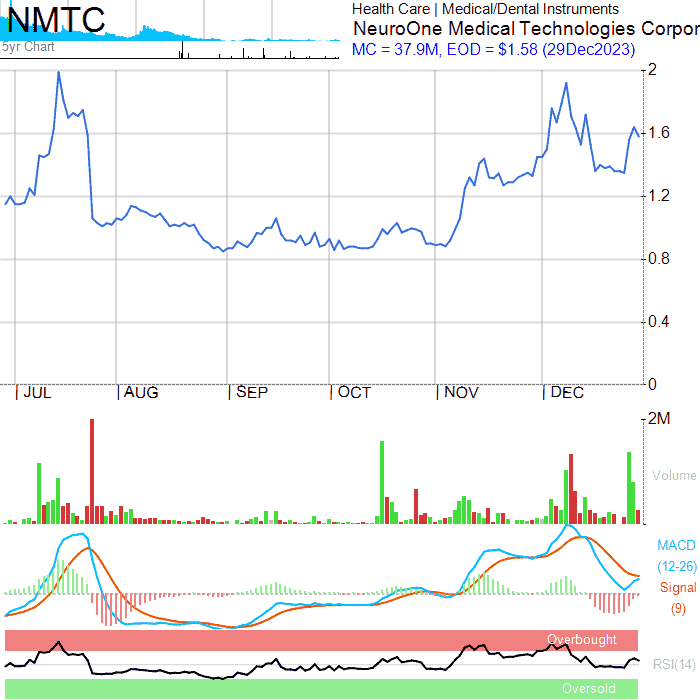 NMTC
5yr Chart
Health Care | Medical/Dental Instruments
NeuroOne Medical Technologies Corpor
MC = 37.9M, EOD = $1.58 (29Dec2023)
2
1.6
1.2
0.8
0.4
0
| JUL | AUG | SEP | OCT | NOV | DEC
2M
Volume
MACD
(12-26)
Signal
(9)
Overbought
RSI(14)
Oversold